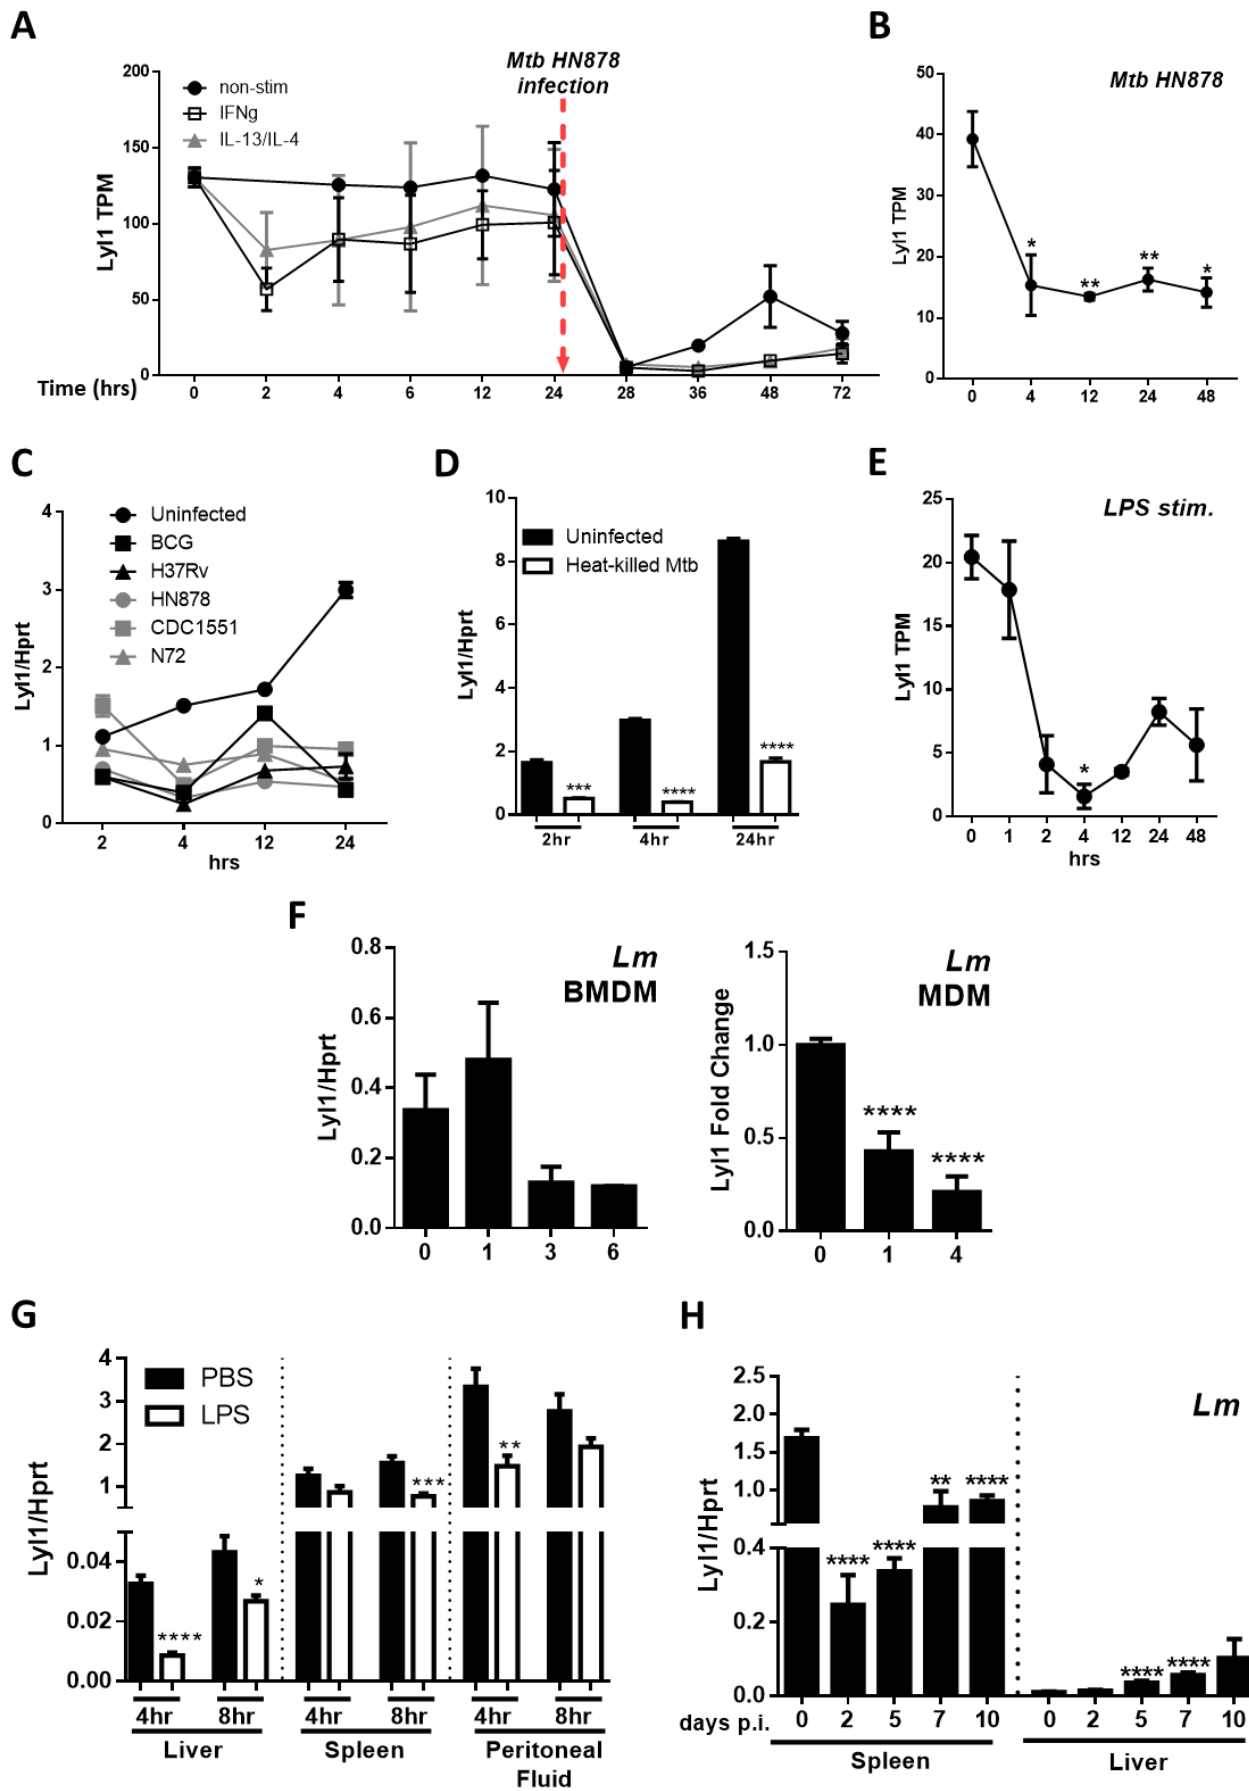 A
Mtb HN878
infection
non-stim
IFNg
IL-13/IL-4
Lyl1 TPM
200
150
100
50
0
Time (hrs)
0 2 4 6 12 24 28 36 48 72
B
Mtb HN878
Lyl1 TPM
50
40
30
20
10
0
* ** ** *
0 4 12 24 48
C
Uninfected
BCG
H37Rv
HN878
CDC1551
N72
Lyl1/Hprt
4
3
2
1
0
2 4 12 24
hrs
D
Uninfected
Heat-killed Mtb
Lyl1/Hprt
10
8
6
4
2
0
*** **** ****
2hr 4hr 24hr
E
LPS stim.
Lyl1 TPM
25
20
15
10
5
0
*
0 1 2 4 12 24 48
hrs
F
Lm
BMDM
Lyl1/Hprt
0.8
0.6
0.4
0.2
0.0
0 1 3 6
Lm
MDM
Lyl1 Fold Change
1.5
1.0
0.5
0.0
**** ****
0 1 4
G
PBS
LPS
Lyl1/Hprt
4
3
2
1
0.04
0.02
0.00
**** * *** **
4hr 8hr 4hr 8hr 4hr 8hr
Liver Spleen Peritoneal
Fluid
H
Lm
Lyl1/Hprt
2.5
2.0
1.5
1.0
0.4
0.2
0.0
**** **** ** **** **** ****
days p.i. 0 2 5 7 10 0 2 5 7 10
Spleen Liver